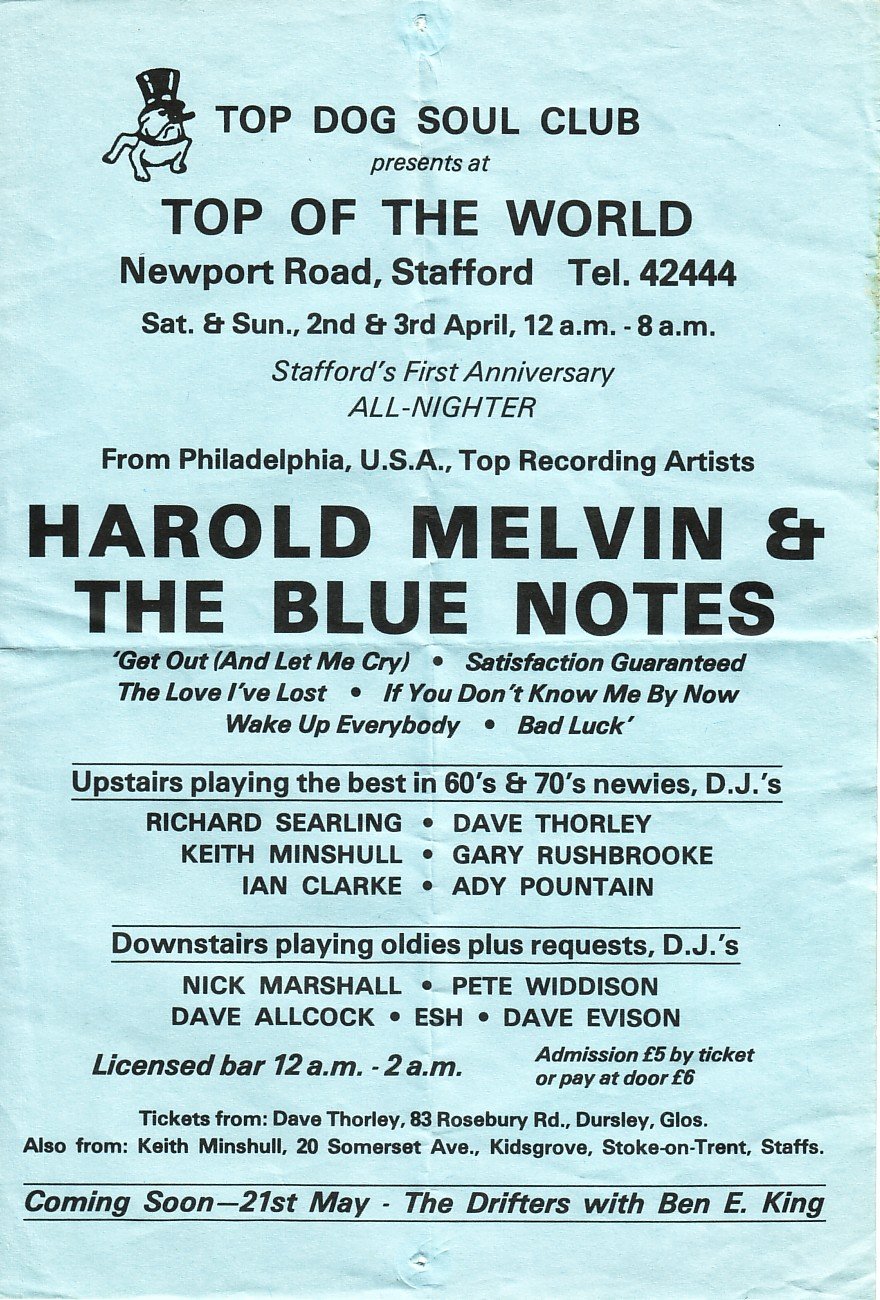 TOP DOG SOUL CLUB
presents at
TOP OF THE WORLD
Newport Road, Stafford Tel. 42444
Sat. & Sun., 2nd & 3rd April, 12 a.m. - 8 a.m.
Stafford's First Anniversary
ALL-NIGHTER
From Philadelphia, U.S.A., Top Recording Artists
HAROLD MELVIN &
THE BLUE NOTES
'Get Out (And Let Me Cry) • Satisfaction Guaranteed
The Love I've Lost • If You Don't Know Me By Now
Wake Up Everybody • Bad Luck'
Upstairs playing the best in 60's & 70's newies, D.J.'s
RICHARD SEARLING • DAVE THORLEY
KEITH MINSHULL • GARY RUSHBROOKE
IAN CLARKE • ADY POUNTAIN
Downstairs playing oldies plus requests, D.J.'s
NICK MARSHALL • PETE WIDDISON
DAVE ALLCOCK • ESH • DAVE EVISON
Licensed bar 12 a.m. - 2 a.m.
Admission £5 by ticket
or pay at door £6
Tickets from: Dave Thorley, 83 Rosebury Rd., Dursley, Glos.
Also from: Keith Minshull, 20 Somerset Ave., Kidsgrove, Stoke-on-Trent, Staffs.
Coming Soon—21st May - The Drifters with Ben E. King